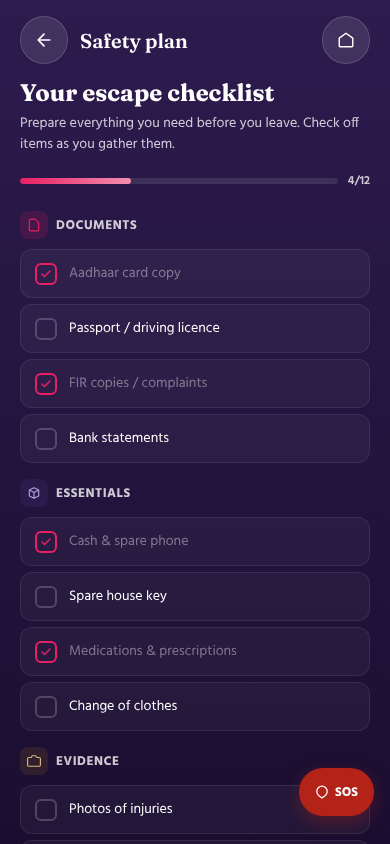 Safety plan
Your escape checklist
Prepare everything you need before you leave. Check off
items as you gather them.
4/12
DOCUMENTS
Aadhaar card copy
Passport / driving licence
FIR copies / complaints
Bank statements
ESSENTIALS
Cash & spare phone
Spare house key
Medications & prescriptions
Change of clothes
EVIDENCE
SOS
Photos of injuries